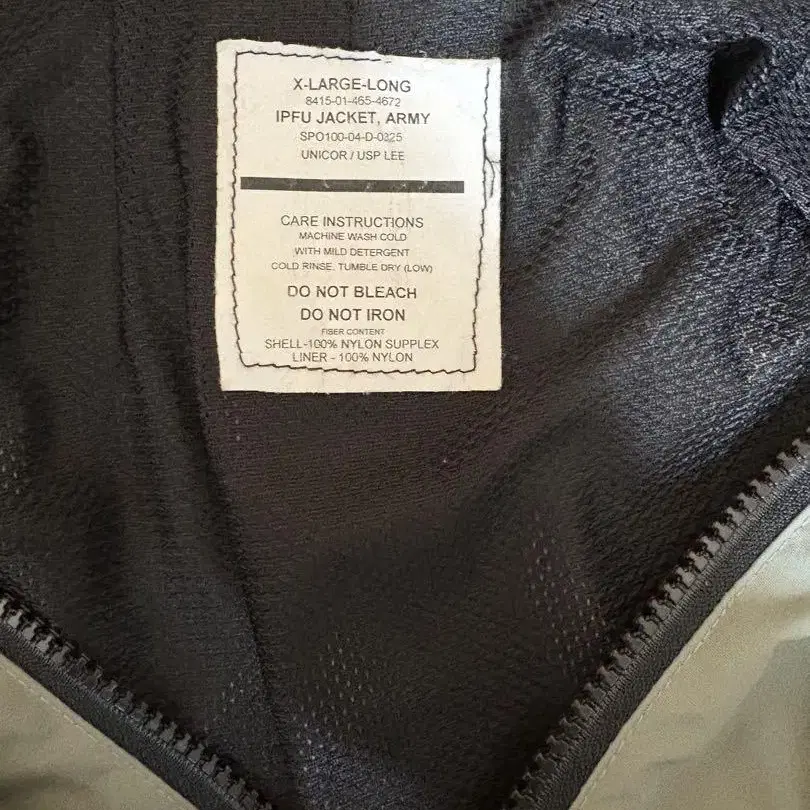 X-LARGE-LONG
8415-01-465-4672
IPFU JACKET, ARMY
SPO100-04-D-0325
UNICOR / USP LEE
CARE INSTRUCTIONS
MACHINE WASH COLD
WITH MILD DETERGENT
COLD RINSE, TUMBLE DRY (LOW)
DO NOT BLEACH
DO NOT IRON
FIBER CONTENT
SHELL-100% NYLON SUPPLEX
LINER - 100% NYLON